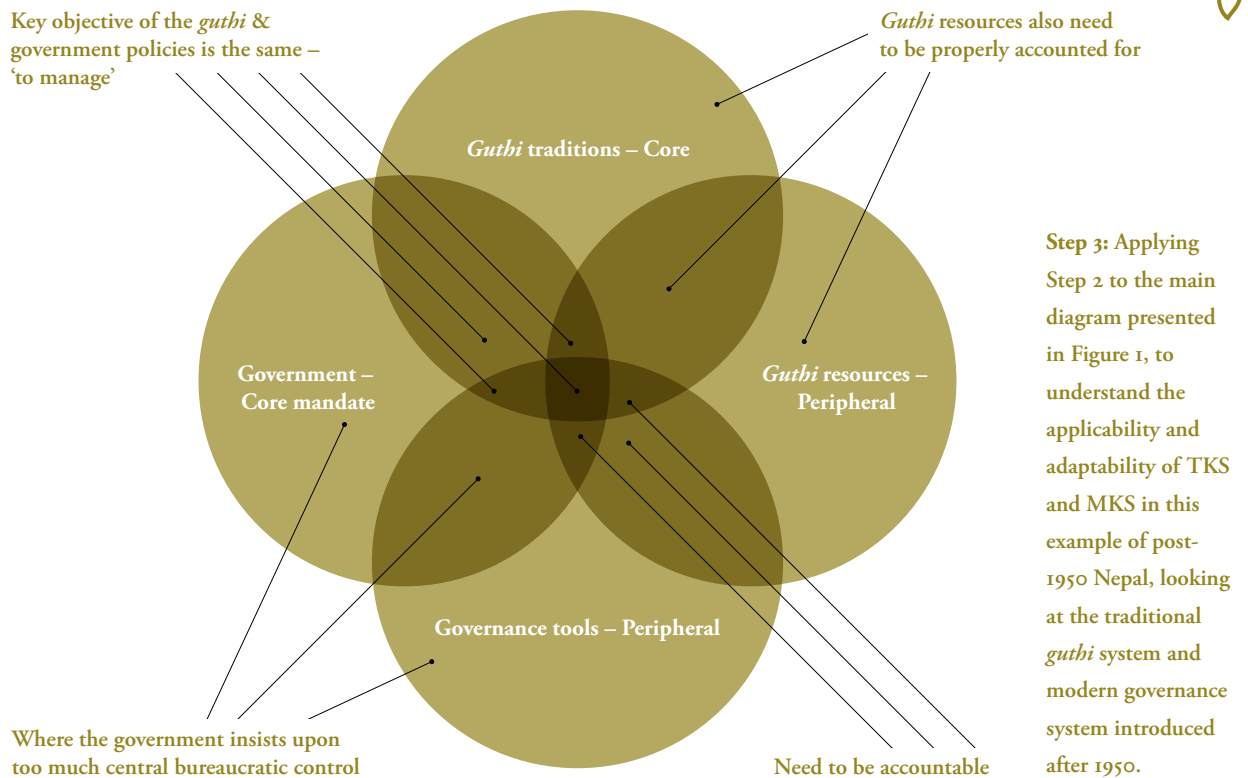 Key objective of the guthi &
government policies is the same –
‘to manage’
Guthi resources also need
to be properly accounted for
Guthi traditions – Core
Government –
Core mandate
Guthi resources –
Peripheral
Governance tools – Peripheral
Where the government insists upon
too much central bureaucratic control
Need to be accountable
Step 3: Applying
Step 2 to the main
diagram presented
in Figure 1, to
understand the
applicability and
adaptability of TKS
and MKS in this
example of post-
1950 Nepal, looking
at the traditional
guthi system and
modern governance
system introduced
after 1950.